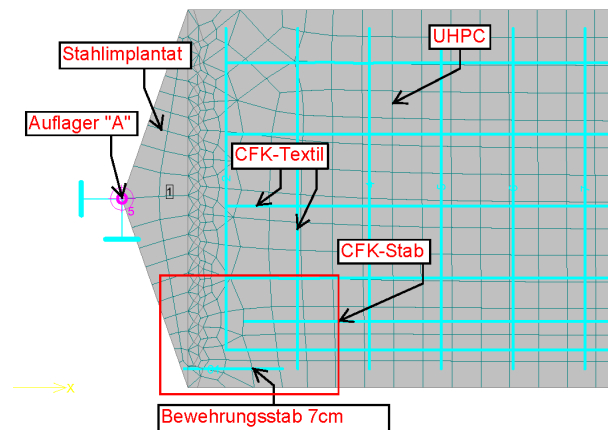 UHPC
Stahlimplantat
Auflager "A"
CFK-Textil
1
5
CFK-Stab
x
Bewehrungsstab 7cm